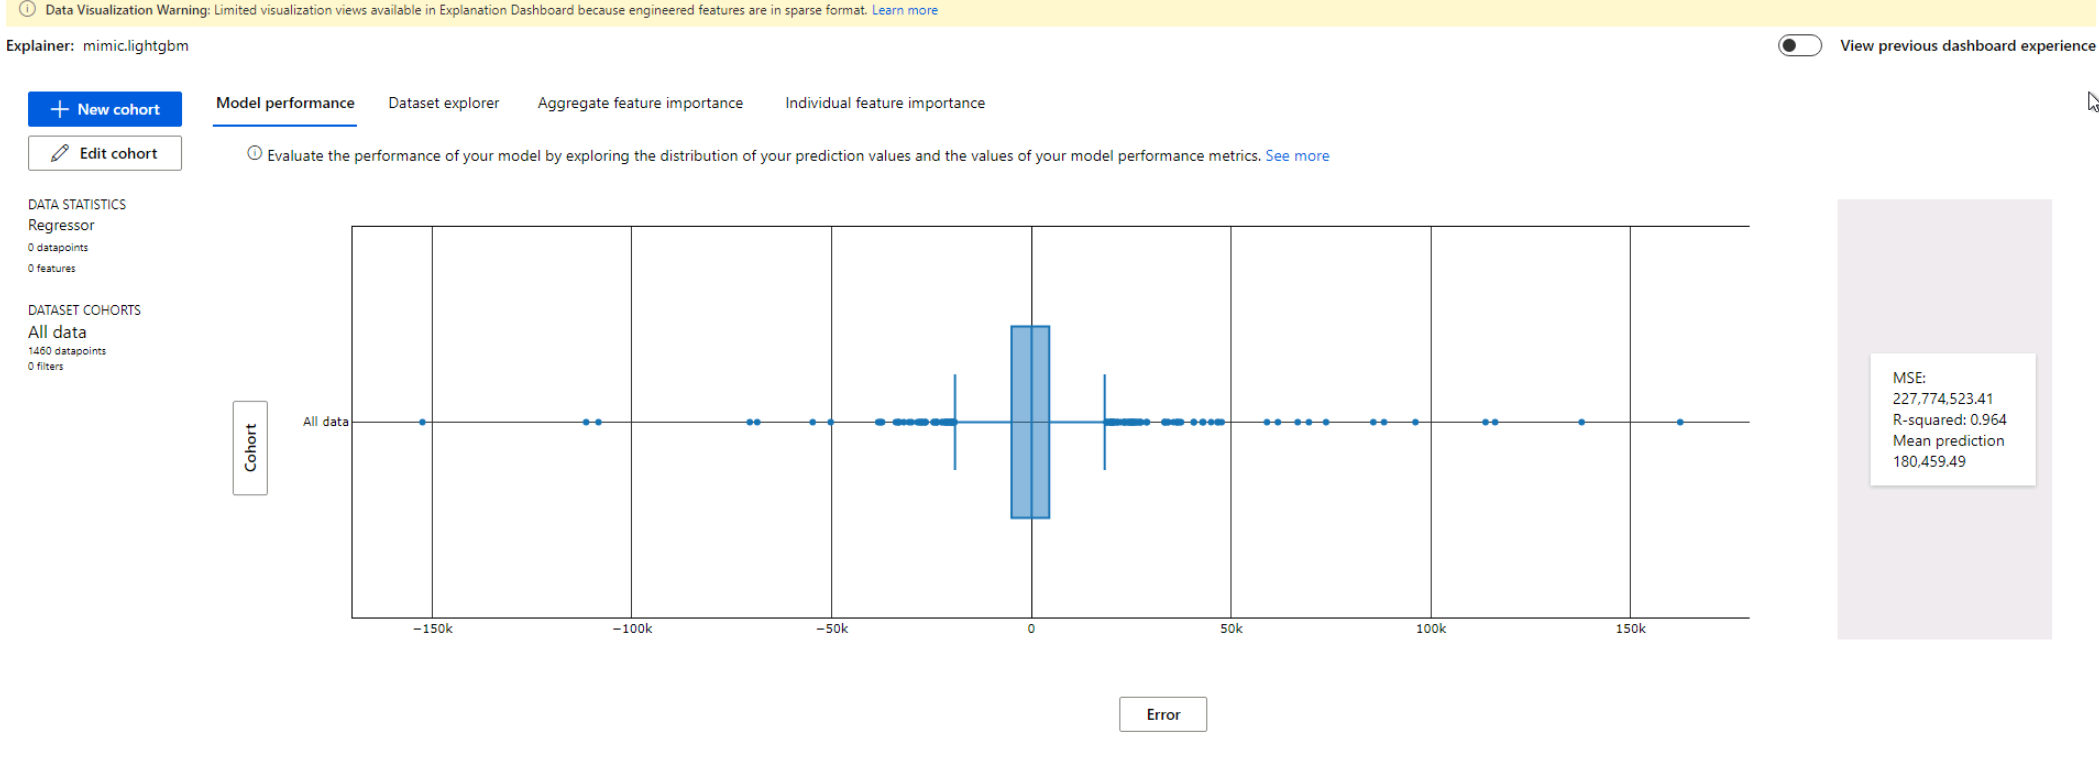 Data Visualization Warning: Limited visualization views available in Explanation Dashboard because engineered features are in sparse format. Learn more
Explainer: mimic.lightgbm
View previous dashboard experience
New cohort
Edit cohort
Model performance
Dataset explorer
Aggregate feature importance
Individual feature importance
Evaluate the performance of your model by exploring the distribution of your prediction values and the values of your model performance metrics. See more
DATA STATISTICS
Regressor
0 datapoints
0 features
DATASET COHORTS
All data
1460 datapoints
0 filters
Cohort
All data
−150k
−100k
−50k
0
50k
100k
150k
Error
MSE:
227,774,523.41
R-squared: 0.964
Mean prediction
180,459.49